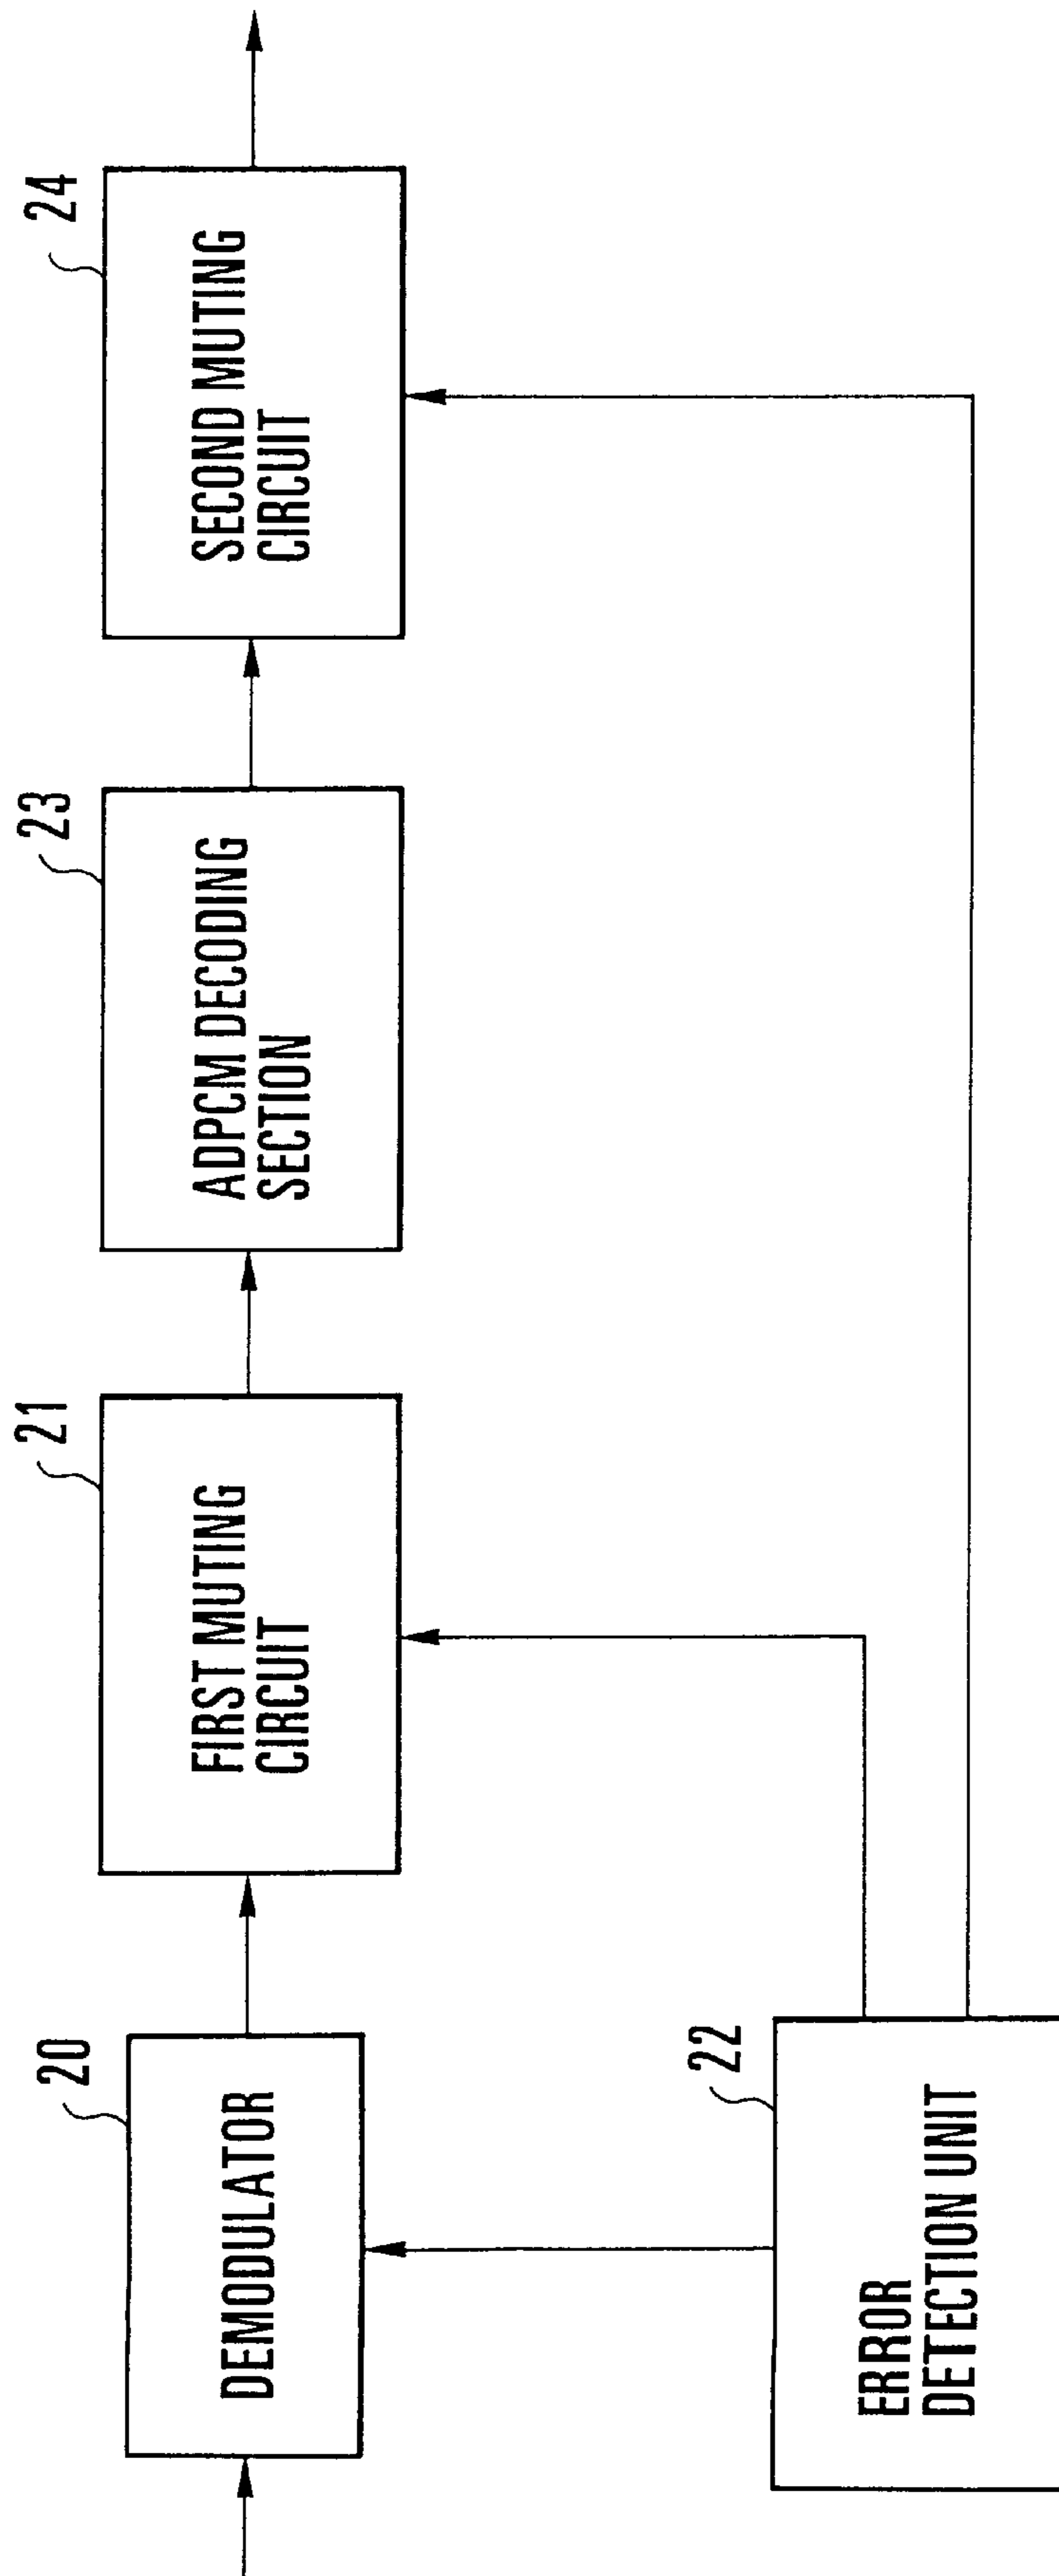 20
DEMODULATOR
21
FIRST MUTING
CIRCUIT
23
ADPCM DECODING
SECTION
24
SECOND MUTING
CIRCUIT
22
ERROR
DETECTION UNIT